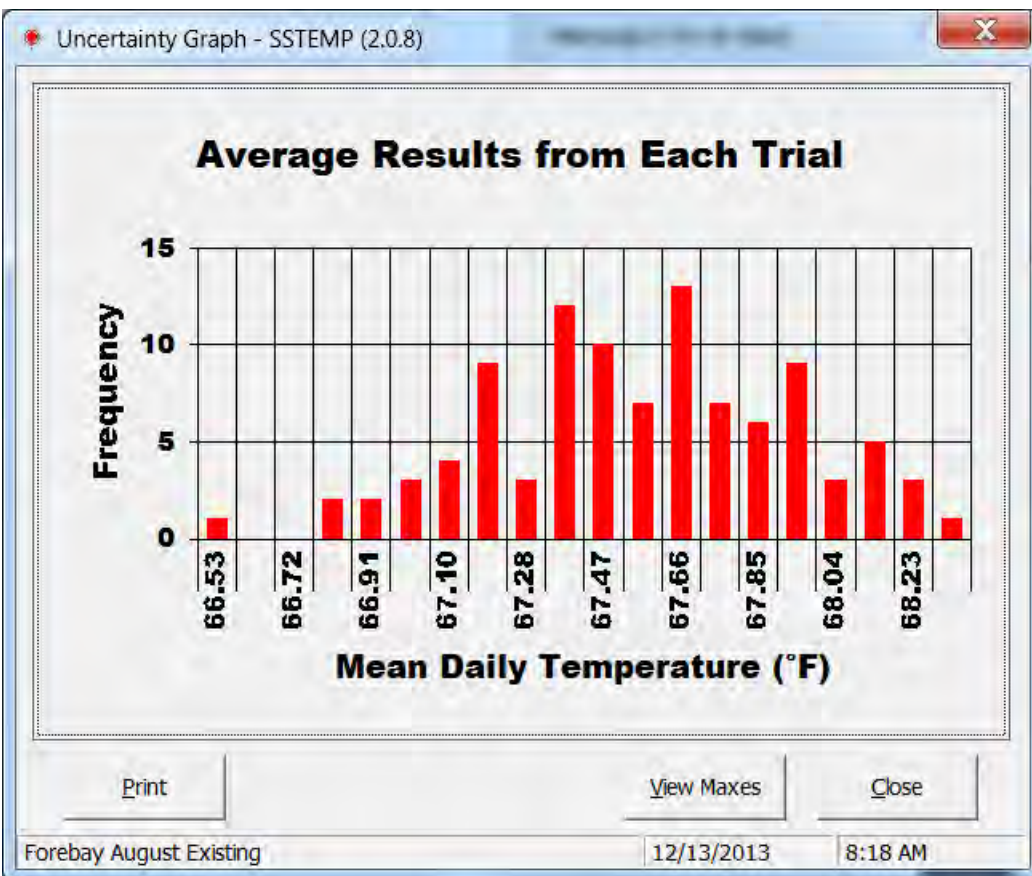 Uncertainty Graph - SSTEMP (2.0.8)
X
Average Results from Each Trial
15
10
5
0
Frequency
66.53
66.72
66.91
67.10
67.28
67.47
67.66
67.85
68.04
68.23
Mean Daily Temperature (°F)
Print
View Maxes
Close
Forebay August Existing
12/13/2013
8:18 AM